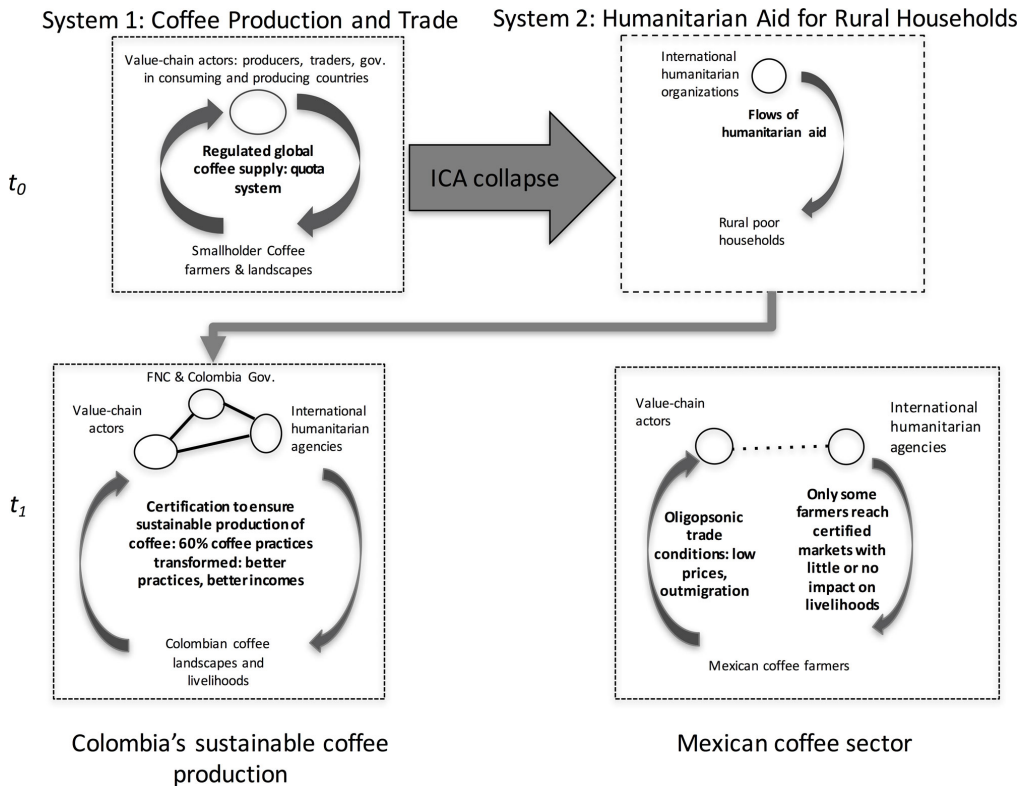 System 1: Coffee Production and Trade
System 2: Humanitarian Aid for Rural Households
Value-chain actors: producers, traders, gov.
in consuming and producing countries
Regulated global
coffee supply: quota
system
Smallholder Coffee
farmers & landscapes
t0
ICA collapse
International
humanitarian
organizations
Flows of
humanitarian aid
Rural poor
households
t1
FNC & Colombia Gov.
Value-chain
actors
International
humanitarian
agencies
Certification to ensure
sustainable production of
coffee: 60% coffee practices
transformed: better
practices, better incomes
Colombian coffee
landscapes and
livelihoods
Colombia's sustainable coffee
production
Value-chain
actors
International
humanitarian
agencies
Oligopsonic
trade
conditions: low
prices,
outmigration
Only some
farmers reach
certified
markets with
little or no
impact on
livelihoods
Mexican coffee farmers
Mexican coffee sector